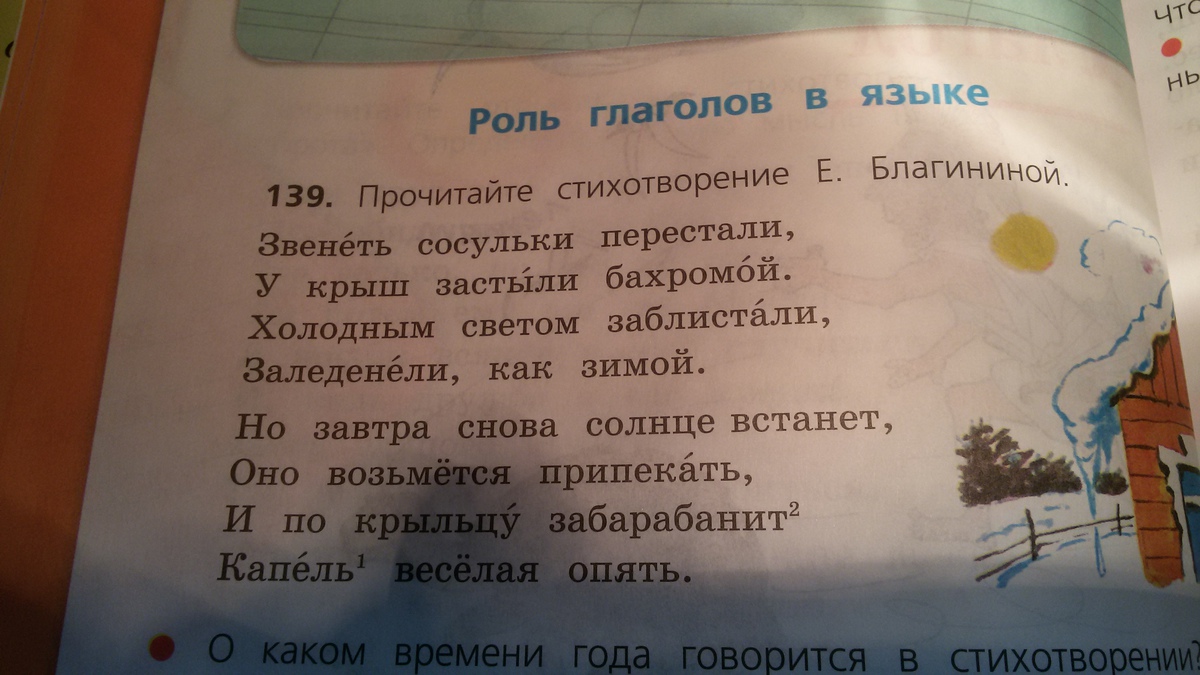 Роль глаголов в языке
139. Прочитайте стихотворение Е. Благининой.
Звене́ть сосульки перестали,
У крыш засты́ли бахромо́й.
Холодным светом заблиста́ли,
Заледене́ли, как зимой.
Но завтра снова солнце встанет,
Оно возьмётся припека́ть,
И по крыльцу́ забарабанит²
Капе́ль¹ весёлая опять.
● О каком времени года говорится в стихотворении?